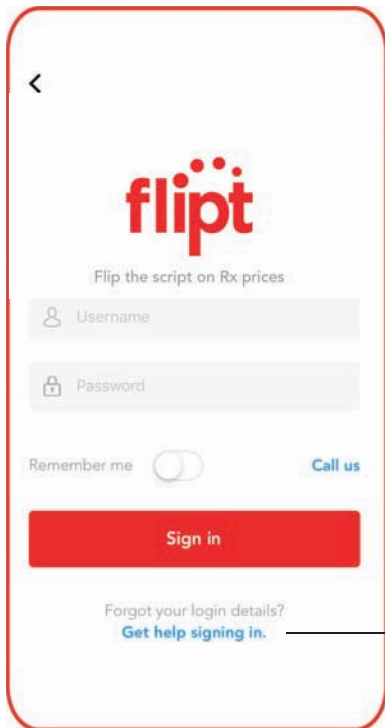 flipt
Flip the script on Rx prices
Username
Password
Remember me Call us
Sign in
Forgot your login details?
Get help signing in.